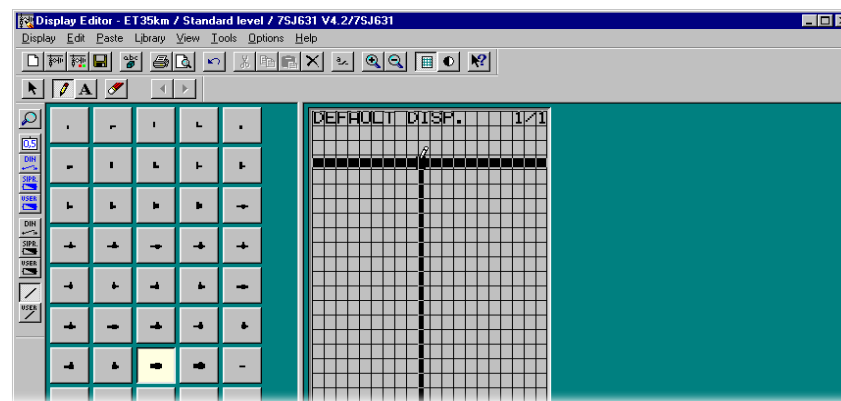 Display Editor - ET35km / Standard level / 7SJ631 V4.2/7SJ631
Display Edit Paste Library View Tools Options Help
abc
A
0,5
DIN
SIPR.
USER
DIN
SIPR.
USER
USER
DEFAULT DISP. 1/1